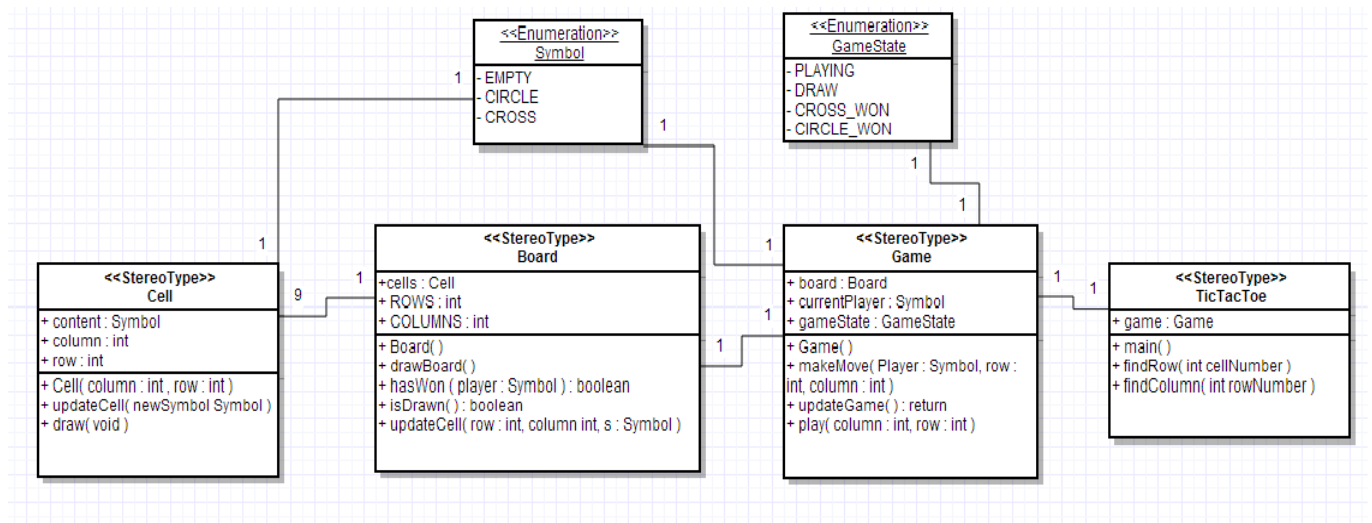 <<Enumeration>>
Symbol
- EMPTY
- CIRCLE
- CROSS
<<Enumeration>>
GameState
- PLAYING
- DRAW
- CROSS_WON
- CIRCLE_WON
1
1
1
1
1
1
<<StereoType>>
Cell
+ content : Symbol
+ column : int
+ row : int
+ Cell( column : int , row : int )
+ updateCell( newSymbol Symbol )
+ draw( void )
9
1
<<StereoType>>
Board
+cells : Cell
+ ROWS : int
+ COLUMNS : int
+ Board( )
+ drawBoard( )
+ hasWon ( player : Symbol ) : boolean
+ isDrawn( ) : boolean
+ updateCell( row : int, column int, s : Symbol )
1
1
<<StereoType>>
Game
+ board : Board
+ currentPlayer : Symbol
+ gameState : GameState
+ Game( )
+ makeMove( Player : Symbol, row :
int, column : int )
+ updateGame( ) : return
+ play( column : int, row : int )
1
1
<<StereoType>>
TicTacToe
+ game : Game
+ main( )
+ findRow( int cellNumber )
+ findColumn( int rowNumber )